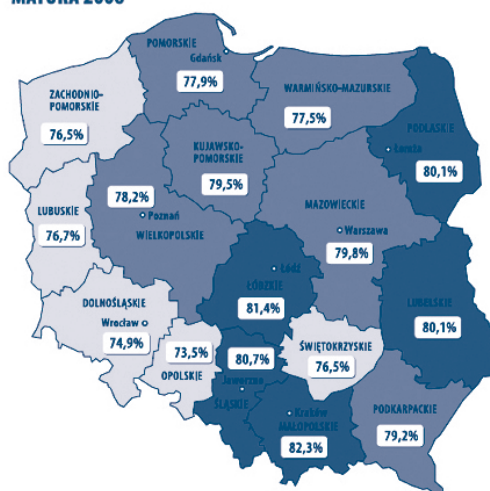 MATURA 2008
POMORSKIE
Gdańsk
77,9%
ZACHODNIO-
POMORSKIE
76,5%
WARMIŃSKO-MAZURSKIE
77,5%
PODLASKIE
Łomża
80,1%
KUJAWSKO-
POMORSKIE
79,5%
78,2%
Poznań
WIELKOPOLSKIE
LUBUSKIE
76,7%
MAZOWIECKIE
Warszawa
79,8%
Łódź
ŁÓDZKIE
81,4%
LUBELSKIE
80,1%
DOLNOŚLĄSKIE
Wrocław
74,9%
73,5%
OPOLSKIE
80,7%
Jaworzno
ŚLĄSKIE
ŚWIĘTOKRZYSKIE
76,5%
Kraków
MAŁOPOLSKIE
82,3%
PODKARPACKIE
79,2%